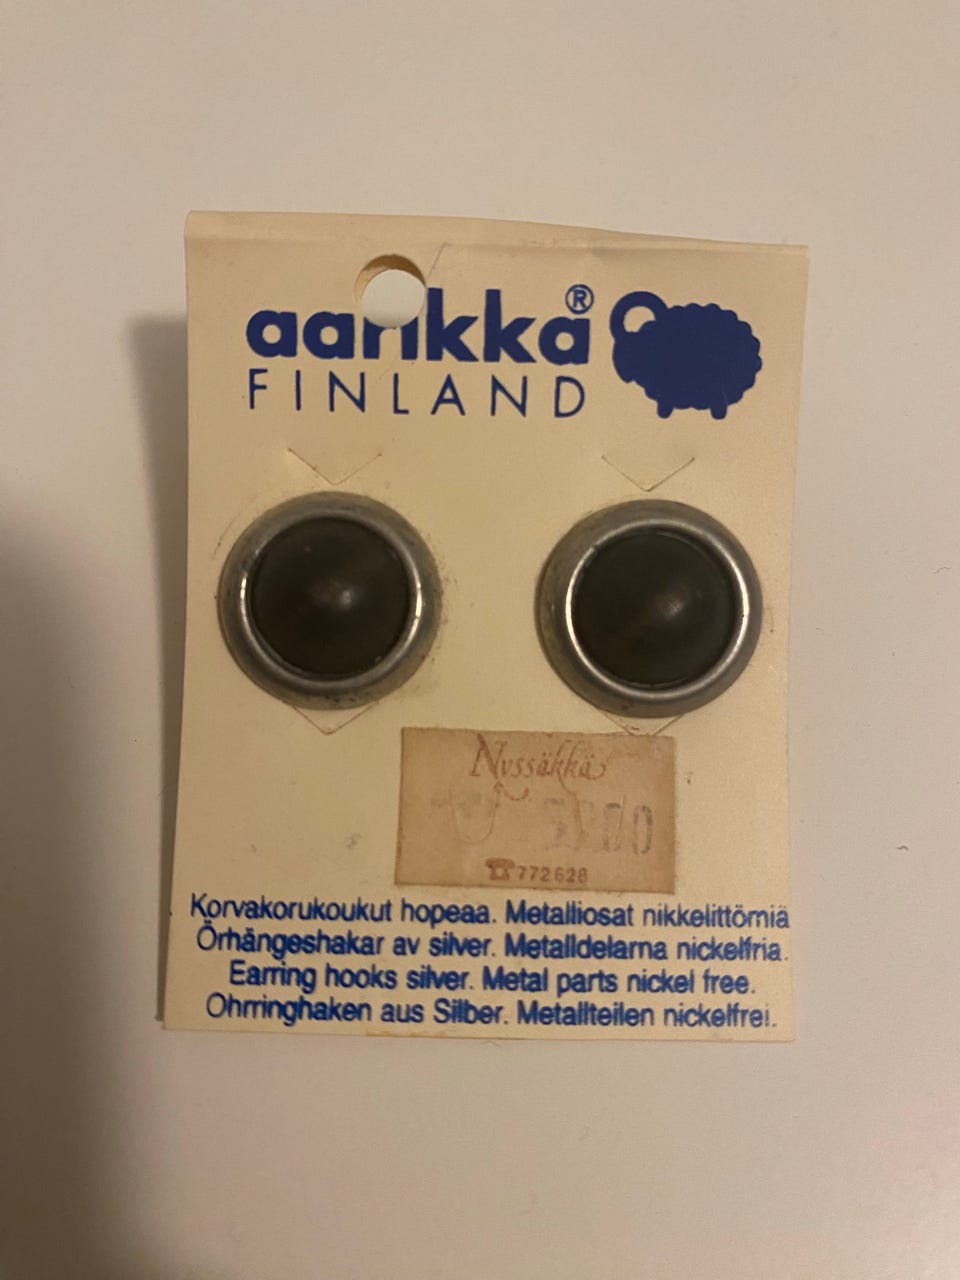 aarikka®
FINLAND
Nyssäkkä
00
☎772628
Korvakorukoukut hopeaa. Metalliosat nikkelittömiä
Örhängeshakar av silver. Metalldelarna nickelfria.
Earring hooks silver. Metal parts nickel free.
Ohrringhaken aus Silber. Metallteilen nickelfrei.